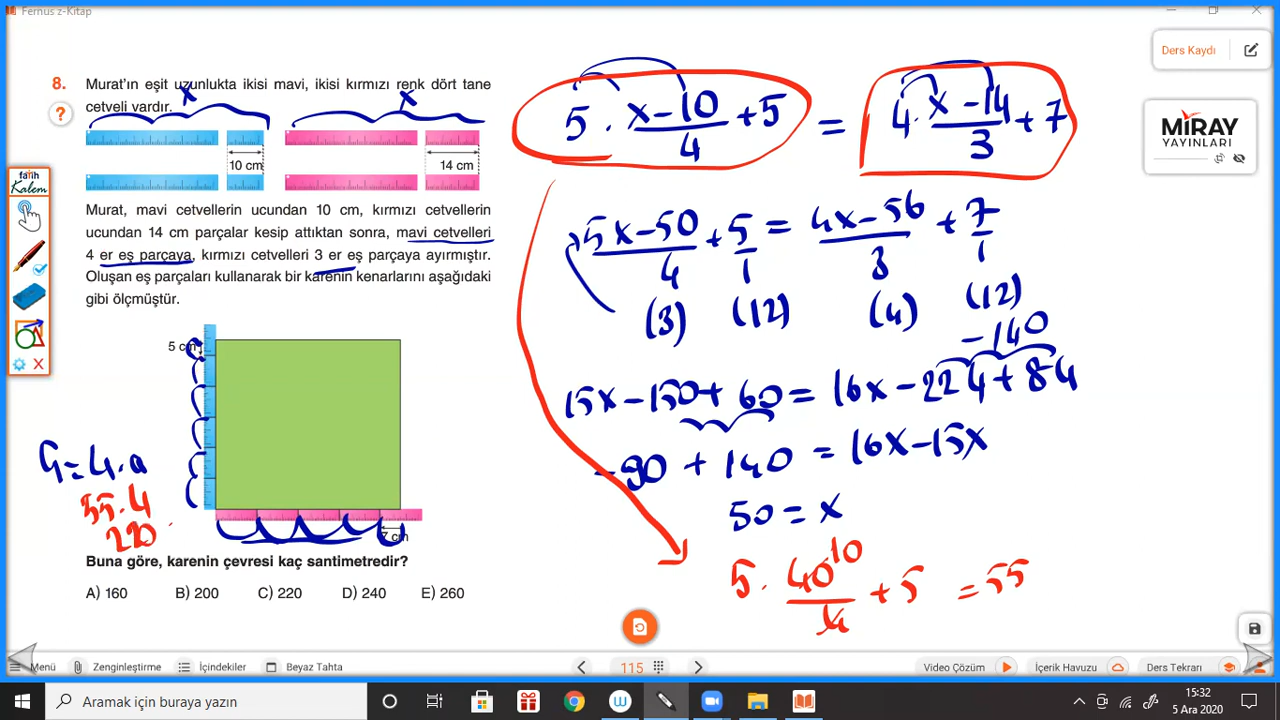 Fernus z-Kitap
Ders Kaydı
MİRAY
YAYINLARI
fatih
Kalem
8. Murat'ın eşit uzunlukta ikisi mavi, ikisi kırmızı renk dört tane
cetveli vardır.
?
x
x
10 cm
14 cm
Murat, mavi cetvellerin ucundan 10 cm, kırmızı cetvellerin
ucundan 14 cm parçalar kesip attıktan sonra, mavi cetvelleri
4 er eş parçaya, kırmızı cetvelleri 3 er eş parçaya ayırmıştır.
Oluşan eş parçaları kullanarak bir karenin kenarlarını aşağıdaki
gibi ölçmüştür.
5 cm
7 cm
Ç=4.a
55.4
220
Buna göre, karenin çevresi kaç santimetredir?
A) 160 B) 200 C) 220 D) 240 E) 260
5 . x-10/4 +5 = 4. x-14/3 +7
5x-50/4 + 5/1 = 4x-56/3 + 7/1
(3) (12) (4) (12)
-140
15x-150+60=16x-224+84
-90 + 140 = 16x-15x
50=x
5. 40/4 +5 =55
10
X
Menü
Zenginleştirme
İçindekiler
Beyaz Tahta
115
Video Çözüm
İçerik Havuzu
Ders Tekrarı
Aramak için buraya yazın
15:32
5 Ara 2020